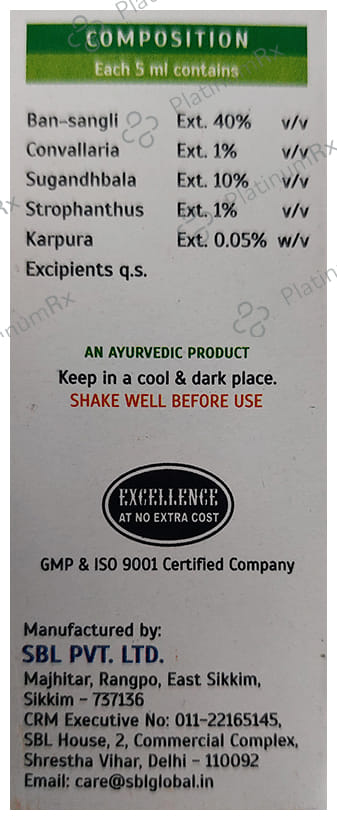 COMPOSITION
Each 5 ml contains
Ban-sangli Ext. 40% v/v
Convallaria Ext. 1% v/v
Sugandhbala Ext. 10% v/v
Strophanthus Ext. 1% v/v
Karpura Ext. 0.05% w/v
Excipients q.s.
AN AYURVEDIC PRODUCT
Keep in a cool & dark place.
SHAKE WELL BEFORE USE
EXCELLENCE
AT NO EXTRA COST
GMP & ISO 9001 Certified Company
Manufactured by:
SBL PVT. LTD.
Majhitar, Rangpo, East Sikkim,
Sikkim - 737136
CRM Executive No: 011-22165145,
SBL House, 2, Commercial Complex,
Shrestha Vihar, Delhi - 110092
Email: care@sblglobal.in
PlatinumRx